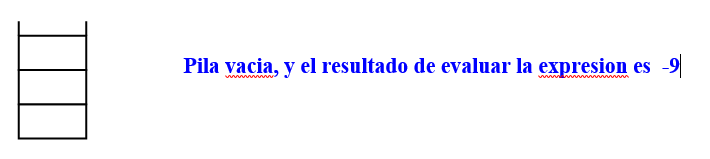 Pila vacia, y el resultado de evaluar la expresion es -9